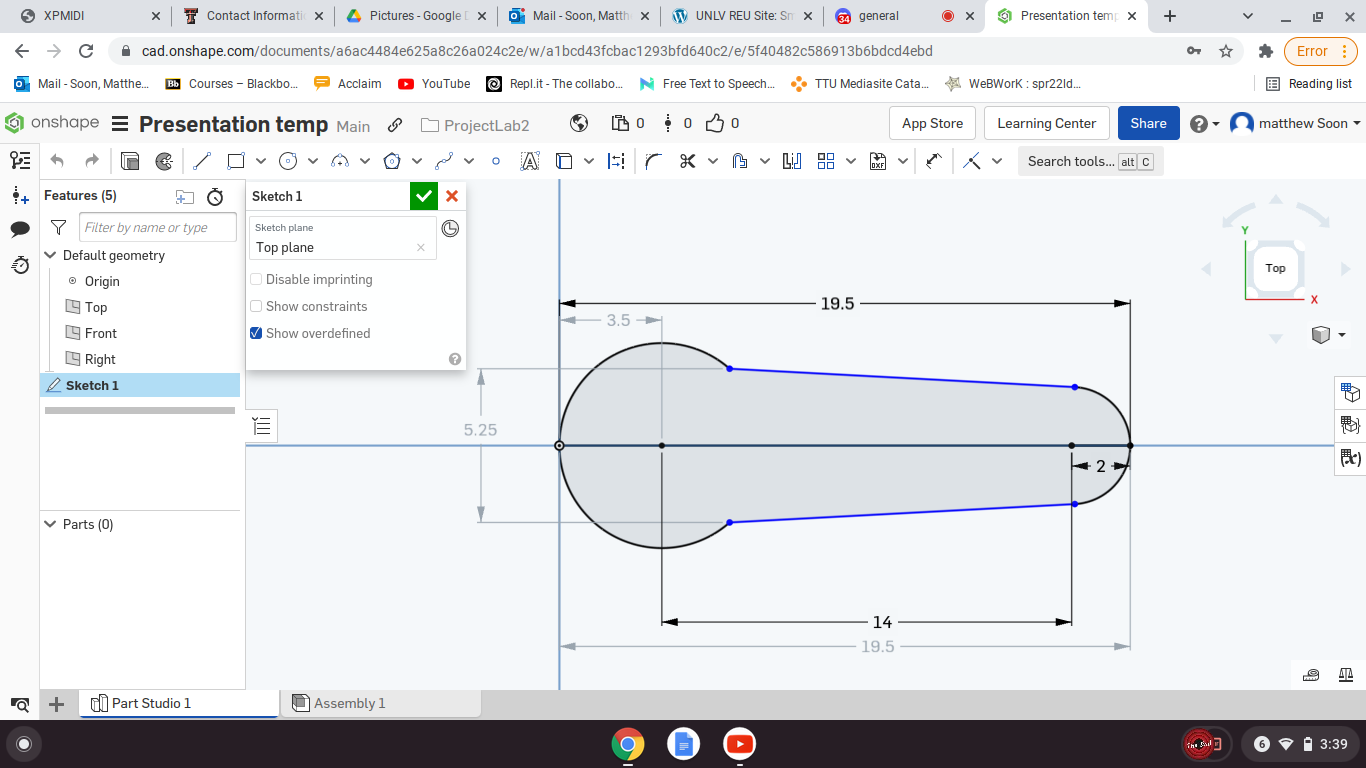 XPMIDI
Contact Informati
Pictures - Google D
Mail - Soon, Matth
UNLV REU Site: Sm
34 general
Presentation temp
cad.onshape.com/documents/a6ac4484e625a8c26a024c2e/w/a1bcd43fcbac1293bfd640c2/e/5f40482c586913b6bdcd4ebd
Error
Mail - Soon, Matthe...
Bb Courses – Blackbo...
Acclaim
YouTube
Repl.it - The collabo...
Free Text to Speech...
TTU Mediasite Cata...
WeBWorK : spr22ld...
Reading list
onshape
Presentation temp Main
ProjectLab2
0
0
0
App Store
Learning Center
Share
matthew Soon
Search tools... alt C
Features (5)
Filter by name or type
Default geometry
Origin
Top
Front
Right
Sketch 1
Parts (0)
Sketch 1
Sketch plane
Top plane
Disable imprinting
Show constraints
Show overdefined
19.5
3.5
5.25
2
14
19.5
Y
Top
X
(x)
Part Studio 1
Assembly 1
6
3:39